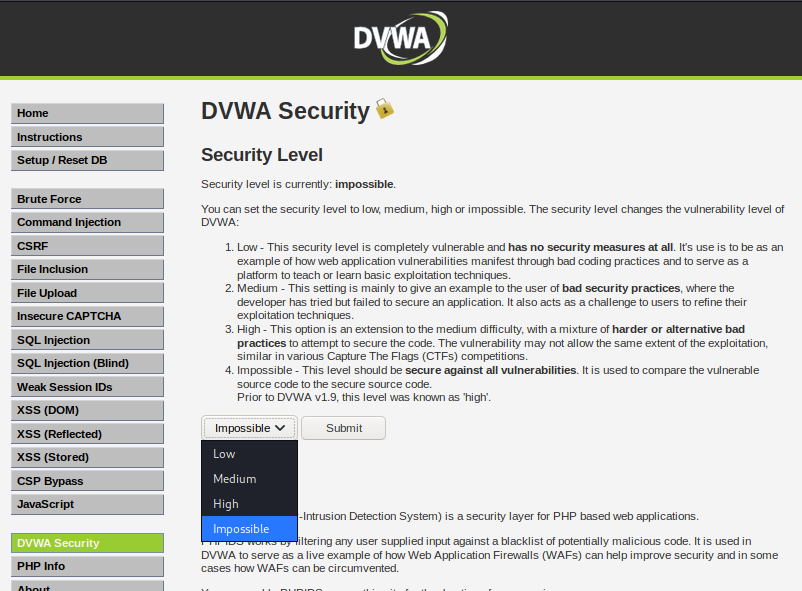 DVWA
Home
Instructions
Setup / Reset DB
Brute Force
Command Injection
CSRF
File Inclusion
File Upload
Insecure CAPTCHA
SQL Injection
SQL Injection (Blind)
Weak Session IDs
XSS (DOM)
XSS (Reflected)
XSS (Stored)
CSP Bypass
JavaScript
DVWA Security
PHP Info
About
DVWA Security
Security Level
Security level is currently: impossible.
You can set the security level to low, medium, high or impossible. The security level changes the vulnerability level of
DVWA:
1. Low - This security level is completely vulnerable and has no security measures at all. It's use is to be as an
example of how web application vulnerabilities manifest through bad coding practices and to serve as a
platform to teach or learn basic exploitation techniques.
2. Medium - This setting is mainly to give an example to the user of bad security practices, where the
developer has tried but failed to secure an application. It also acts as a challenge to users to refine their
exploitation techniques.
3. High - This option is an extension to the medium difficulty, with a mixture of harder or alternative bad
practices to attempt to secure the code. The vulnerability may not allow the same extent of the exploitation,
similar in various Capture The Flags (CTFs) competitions.
4. Impossible - This level should be secure against all vulnerabilities. It is used to compare the vulnerable
source code to the secure source code.
Prior to DVWA v1.9, this level was known as 'high'.
Impossible Submit
Low
Medium
High
Impossible
-Intrusion Detection System) is a security layer for PHP based web applications.
PHPIDS works by filtering any user supplied input against a blacklist of potentially malicious code. It is used in
DVWA to serve as a live example of how Web Application Firewalls (WAFs) can help improve security and in some
cases how WAFs can be circumvented.